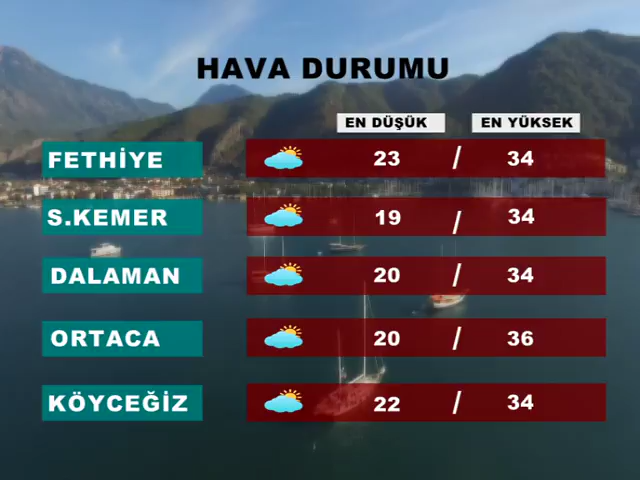 HAVA DURUMU
EN DÜŞÜK EN YÜKSEK
FETHİYE 23 / 34
S.KEMER 19 / 34
DALAMAN 20 / 34
ORTACA 20 / 36
KÖYCEĞİZ 22 / 34